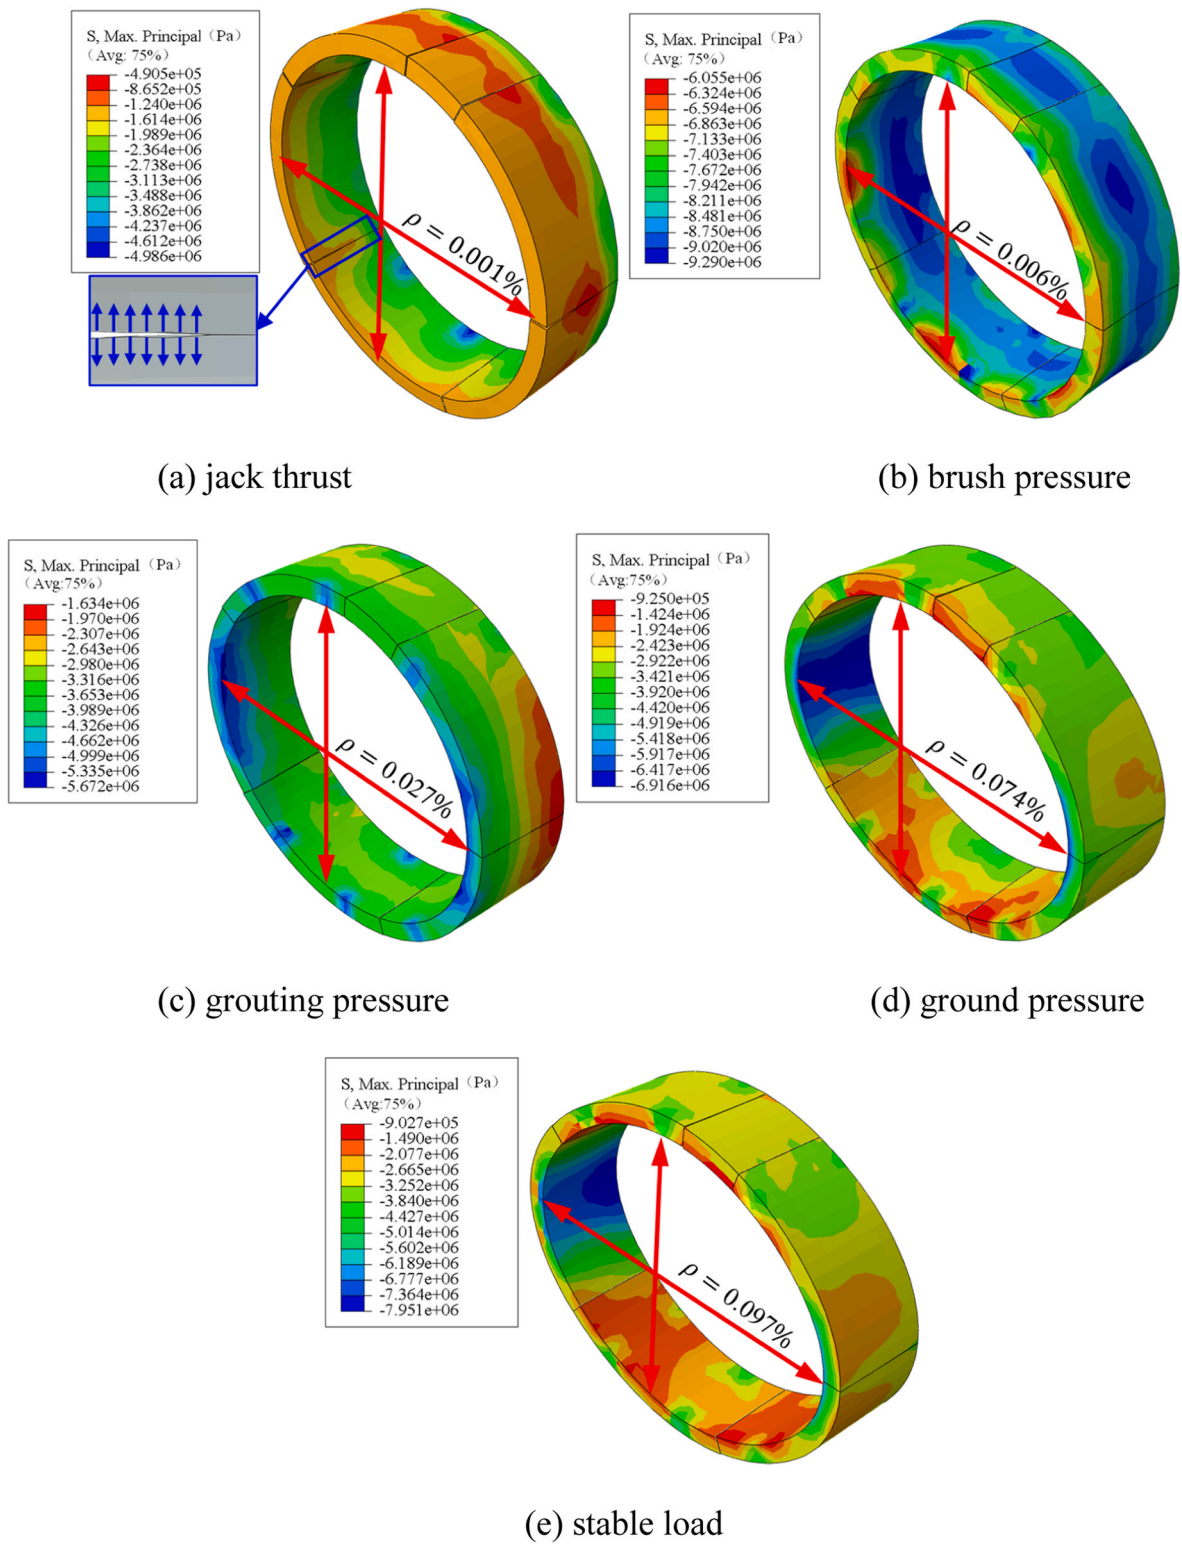 S, Max. Principal（Pa）
(Avg: 75%)
-4.905e+05
-8.652e+05
-1.240e+06
-1.614e+06
-1.989e+06
-2.364e+06
-2.738e+06
-3.113e+06
-3.488e+06
-3.862e+06
-4.237e+06
-4.612e+06
-4.986e+06
ρ = 0.001%
(a) jack thrust
S, Max. Principal（Pa）
（Avg: 75%）
-6.055e+06
-6.324e+06
-6.594e+06
-6.863e+06
-7.133e+06
-7.403e+06
-7.672e+06
-7.942e+06
-8.211e+06
-8.481e+06
-8.750e+06
-9.020e+06
-9.290e+06
ρ = 0.006%
(b) brush pressure
S, Max. Principal（Pa）
（Avg:75%）
-1.634e+06
-1.970e+06
-2.307e+06
-2.643e+06
-2.980e+06
-3.316e+06
-3.653e+06
-3.989e+06
-4.326e+06
-4.662e+06
-4.999e+06
-5.335e+06
-5.672e+06
ρ = 0.027%
(c) grouting pressure
S, Max. Principal（Pa）
（Avg:75%）
-9.250e+05
-1.424e+06
-1.924e+06
-2.423e+06
-2.922e+06
-3.421e+06
-3.920e+06
-4.420e+06
-4.919e+06
-5.418e+06
-5.917e+06
-6.417e+06
-6.916e+06
ρ = 0.074%
(d) ground pressure
S, Max. Principal（Pa）
（Avg:75%）
-9.027e+05
-1.490e+06
-2.077e+06
-2.665e+06
-3.252e+06
-3.840e+06
-4.427e+06
-5.014e+06
-5.602e+06
-6.189e+06
-6.777e+06
-7.364e+06
-7.951e+06
ρ = 0.097%
(e) stable load